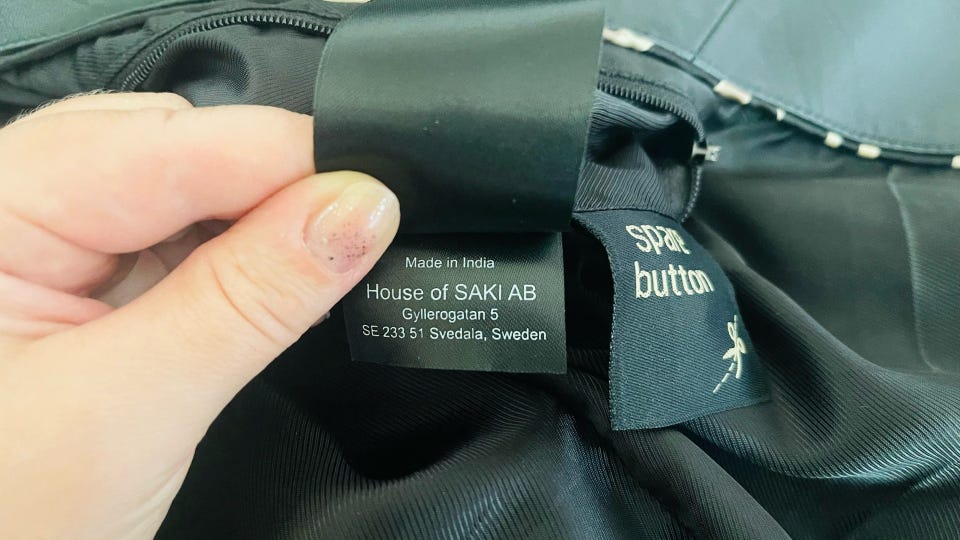 Made in India
House of SAKI AB
Gyllerogatan 5
SE 233 51 Svedala, Sweden
spare
button